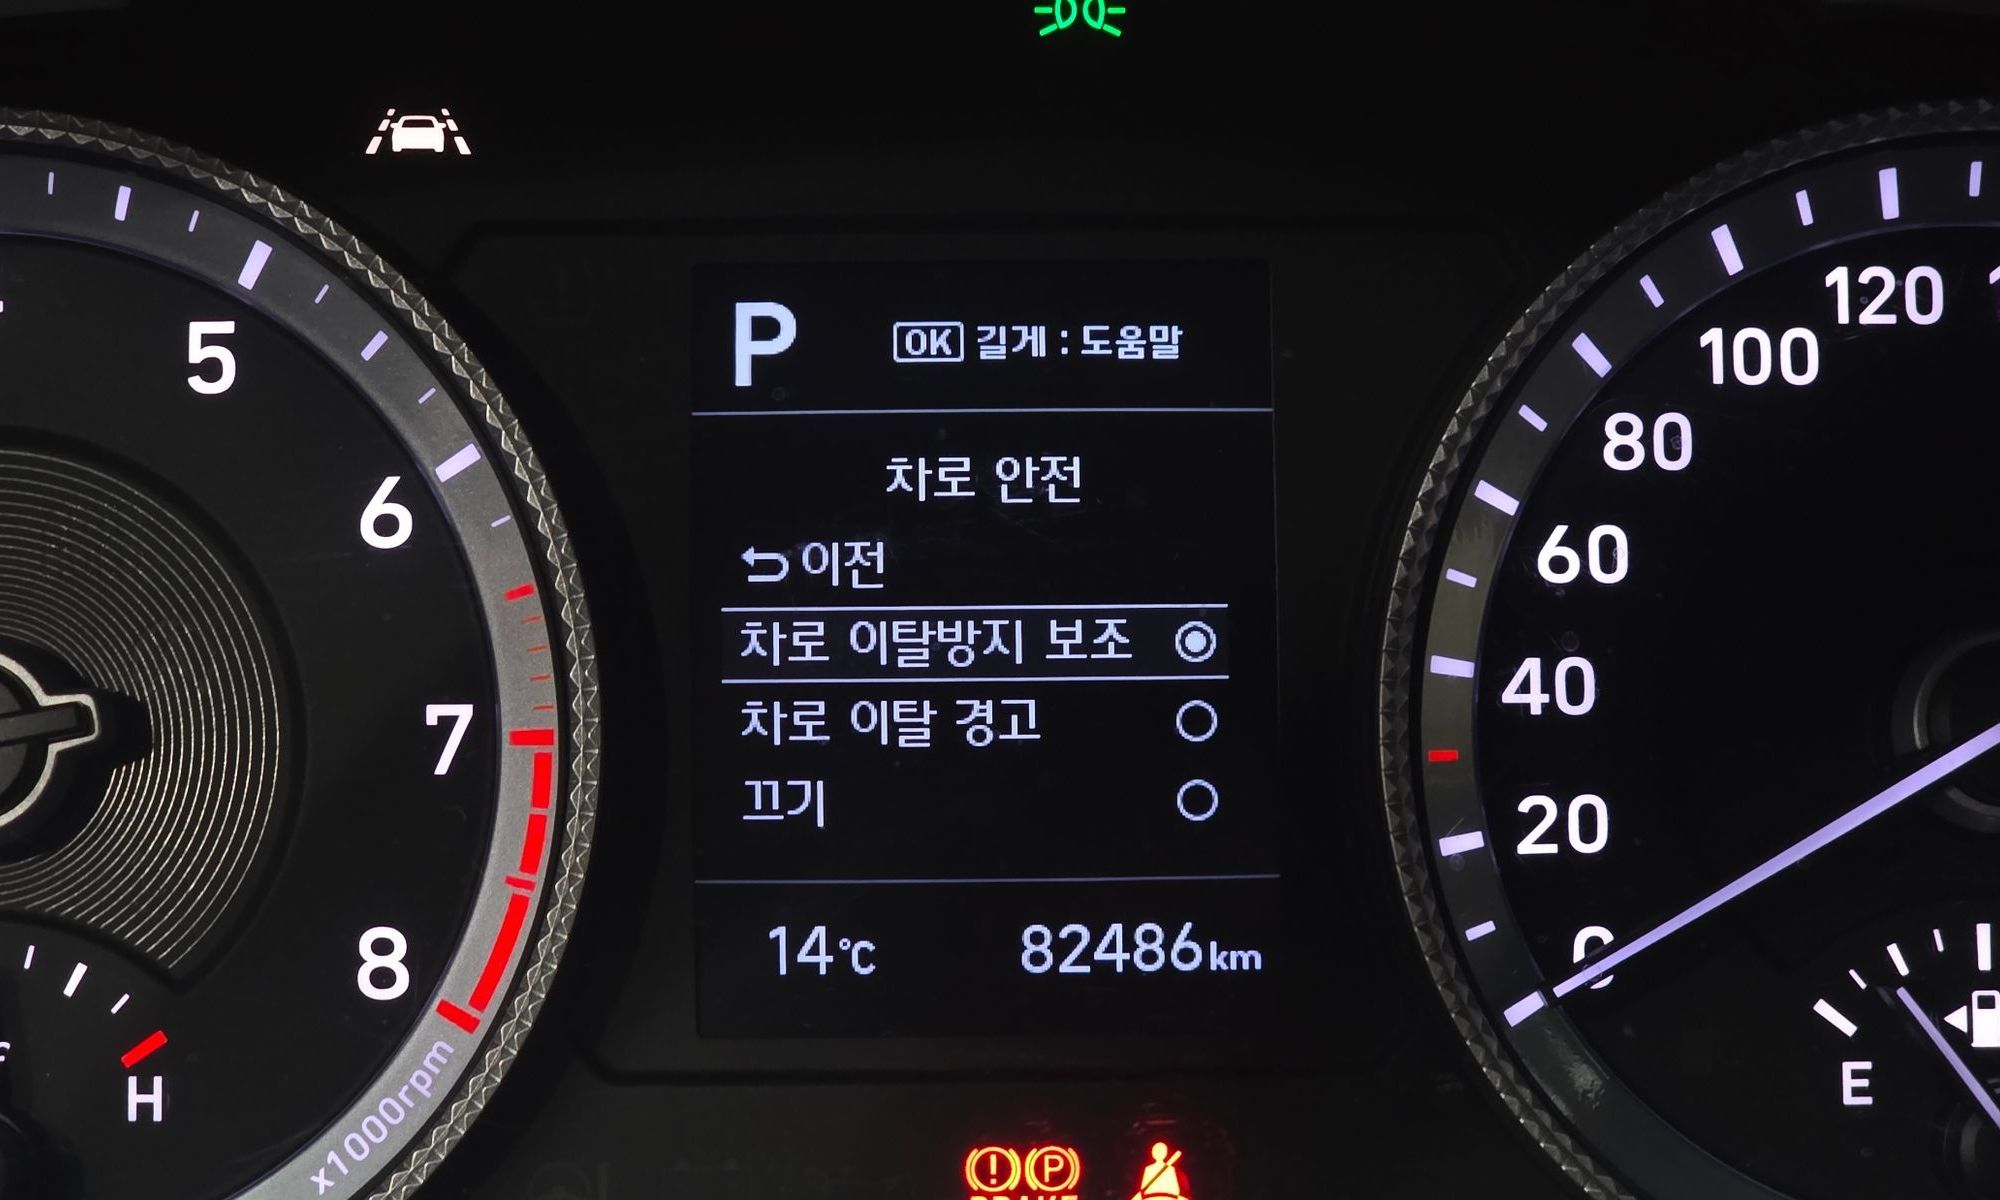 P
OK 길게 : 도움말
차로 안전
이전
차로 이탈방지 보조
차로 이탈 경고
끄기
14℃ 82486km
5
6
7
8
x1000rpm
H
120
100
80
60
40
20
0
E
P
BRAKE